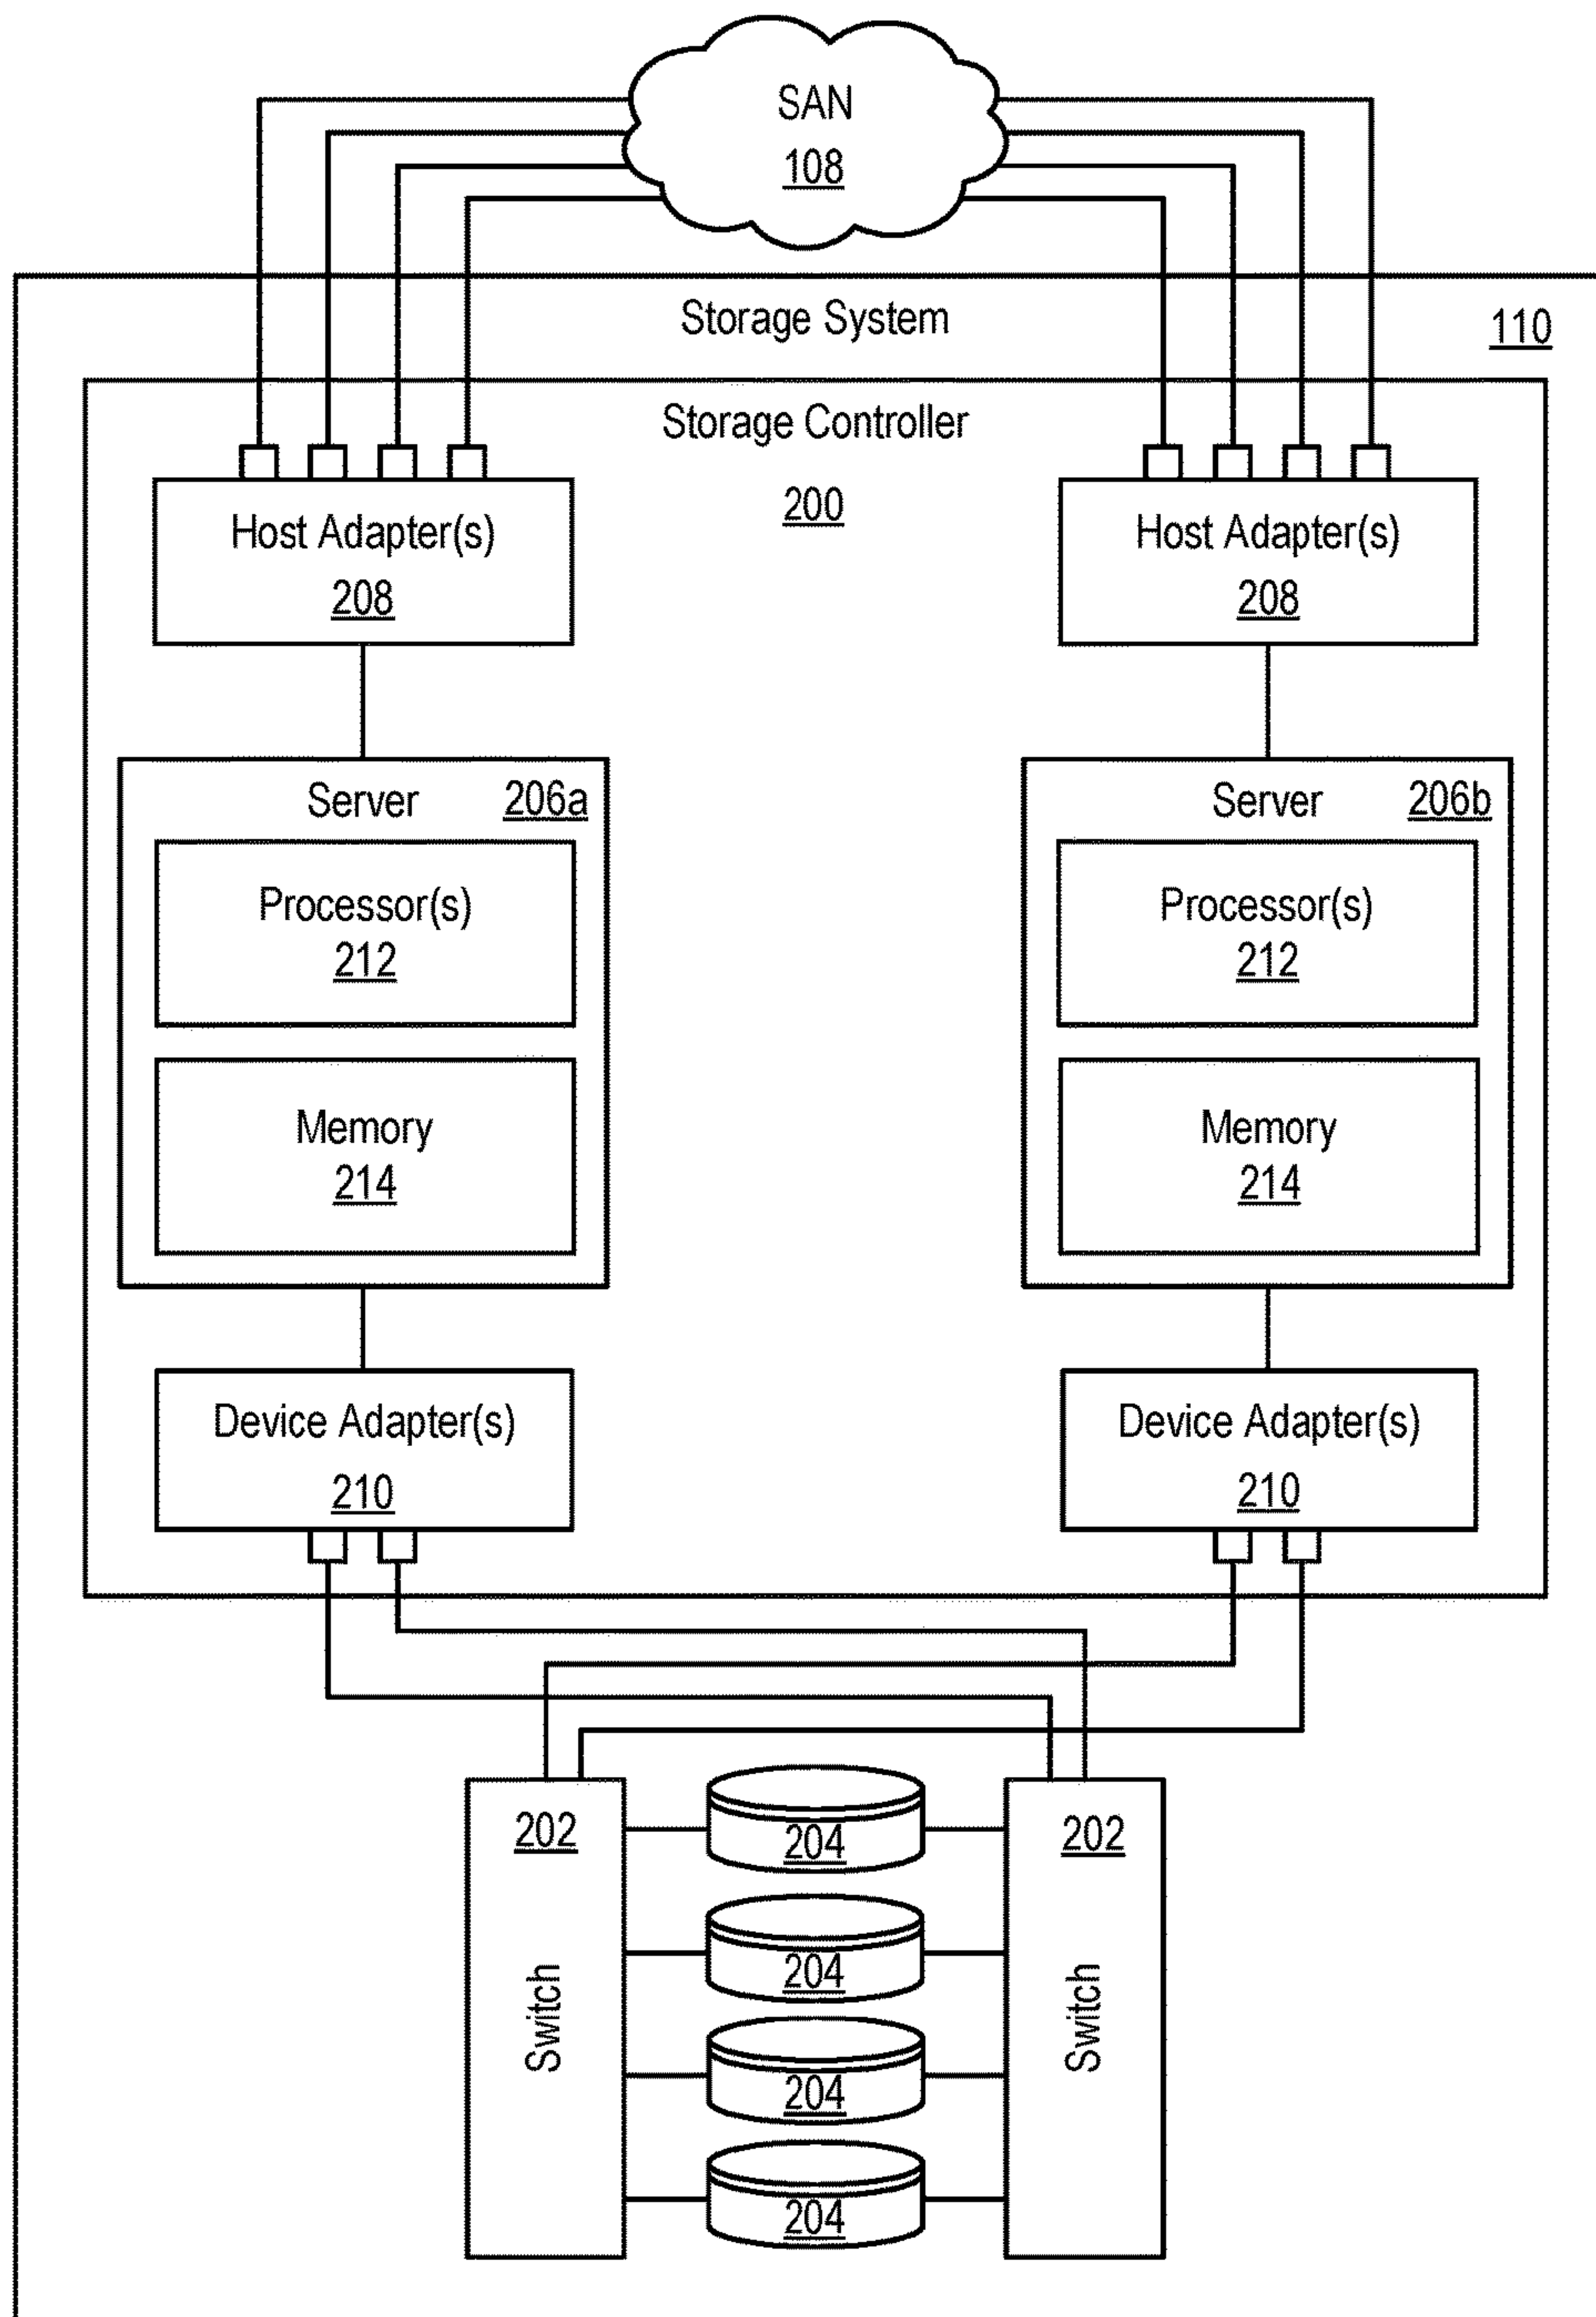 SAN
108
Storage System
110
Storage Controller
200
Host Adapter(s)
208
Host Adapter(s)
208
Server
206a
Processor(s)
212
Memory
214
Server
206b
Processor(s)
212
Memory
214
Device Adapter(s)
210
Device Adapter(s)
210
202
Switch
204
204
204
204
202
Switch